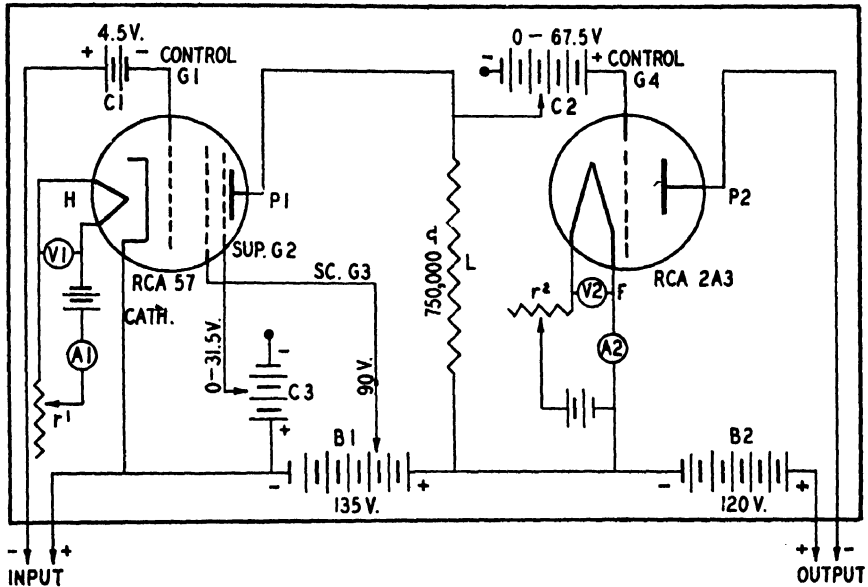 4.5V.
+ -
C1
CONTROL
G1
0 – 67.5V
- +
C2
CONTROL
G4
H
P1
P2
V1
SUP. G2
RCA 57
SC. G3
CATH.
750,000 Ω
L
RCA 2A3
r²
V2
F
A1
A2
0–31.5V.
-
C3
+
90V.
r¹
B1
- +
135V.
B2
- +
120V.
- +
INPUT
+ -
OUTPUT